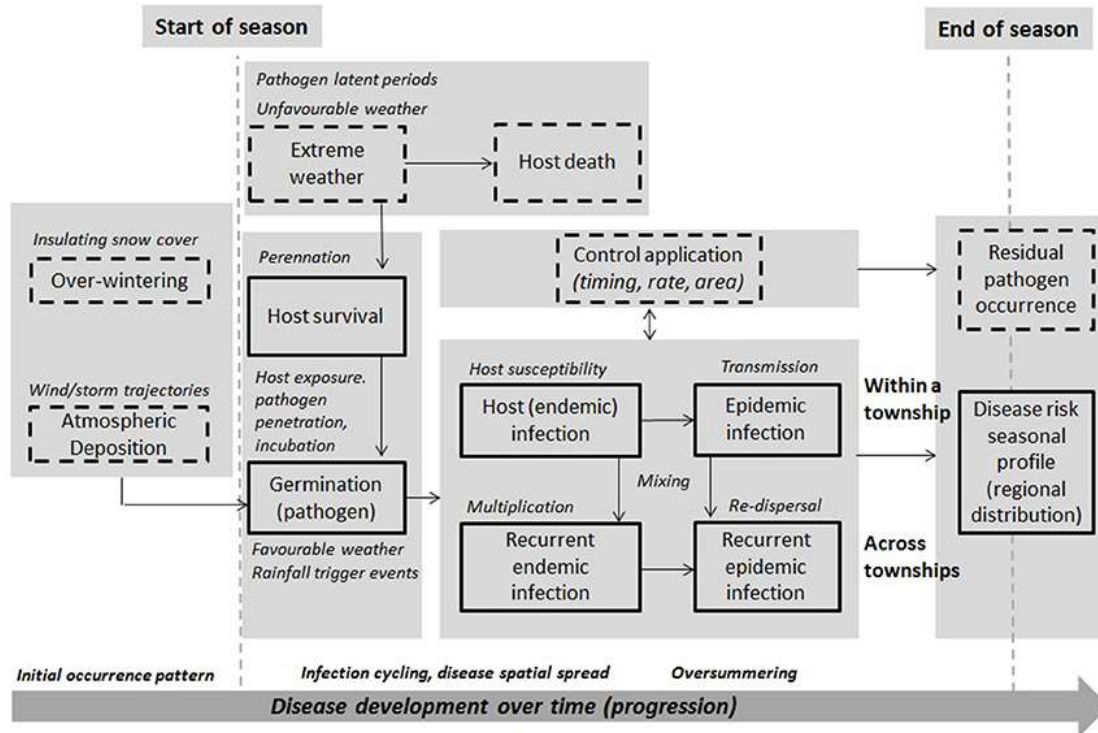 Start of season
End of season
Pathogen latent periods
Unfavourable weather
Extreme
weather
Host death
Insulating snow cover
Over-wintering
Wind/storm trajectories
Atmospheric
Deposition
Perennation
Host survival
Host exposure.
pathogen
penetration,
incubation
Germination
(pathogen)
Favourable weather
Rainfall trigger events
Control application
(timing, rate, area)
Host susceptibility
Transmission
Host (endemic)
infection
Epidemic
infection
Mixing
Multiplication
Re-dispersal
Recurrent
endemic
infection
Recurrent
epidemic
infection
Within a
township
Across
townships
Residual
pathogen
occurrence
Disease risk
seasonal
profile
(regional
distribution)
Initial occurrence pattern
Infection cycling, disease spatial spread
Oversummering
Disease development over time (progression)